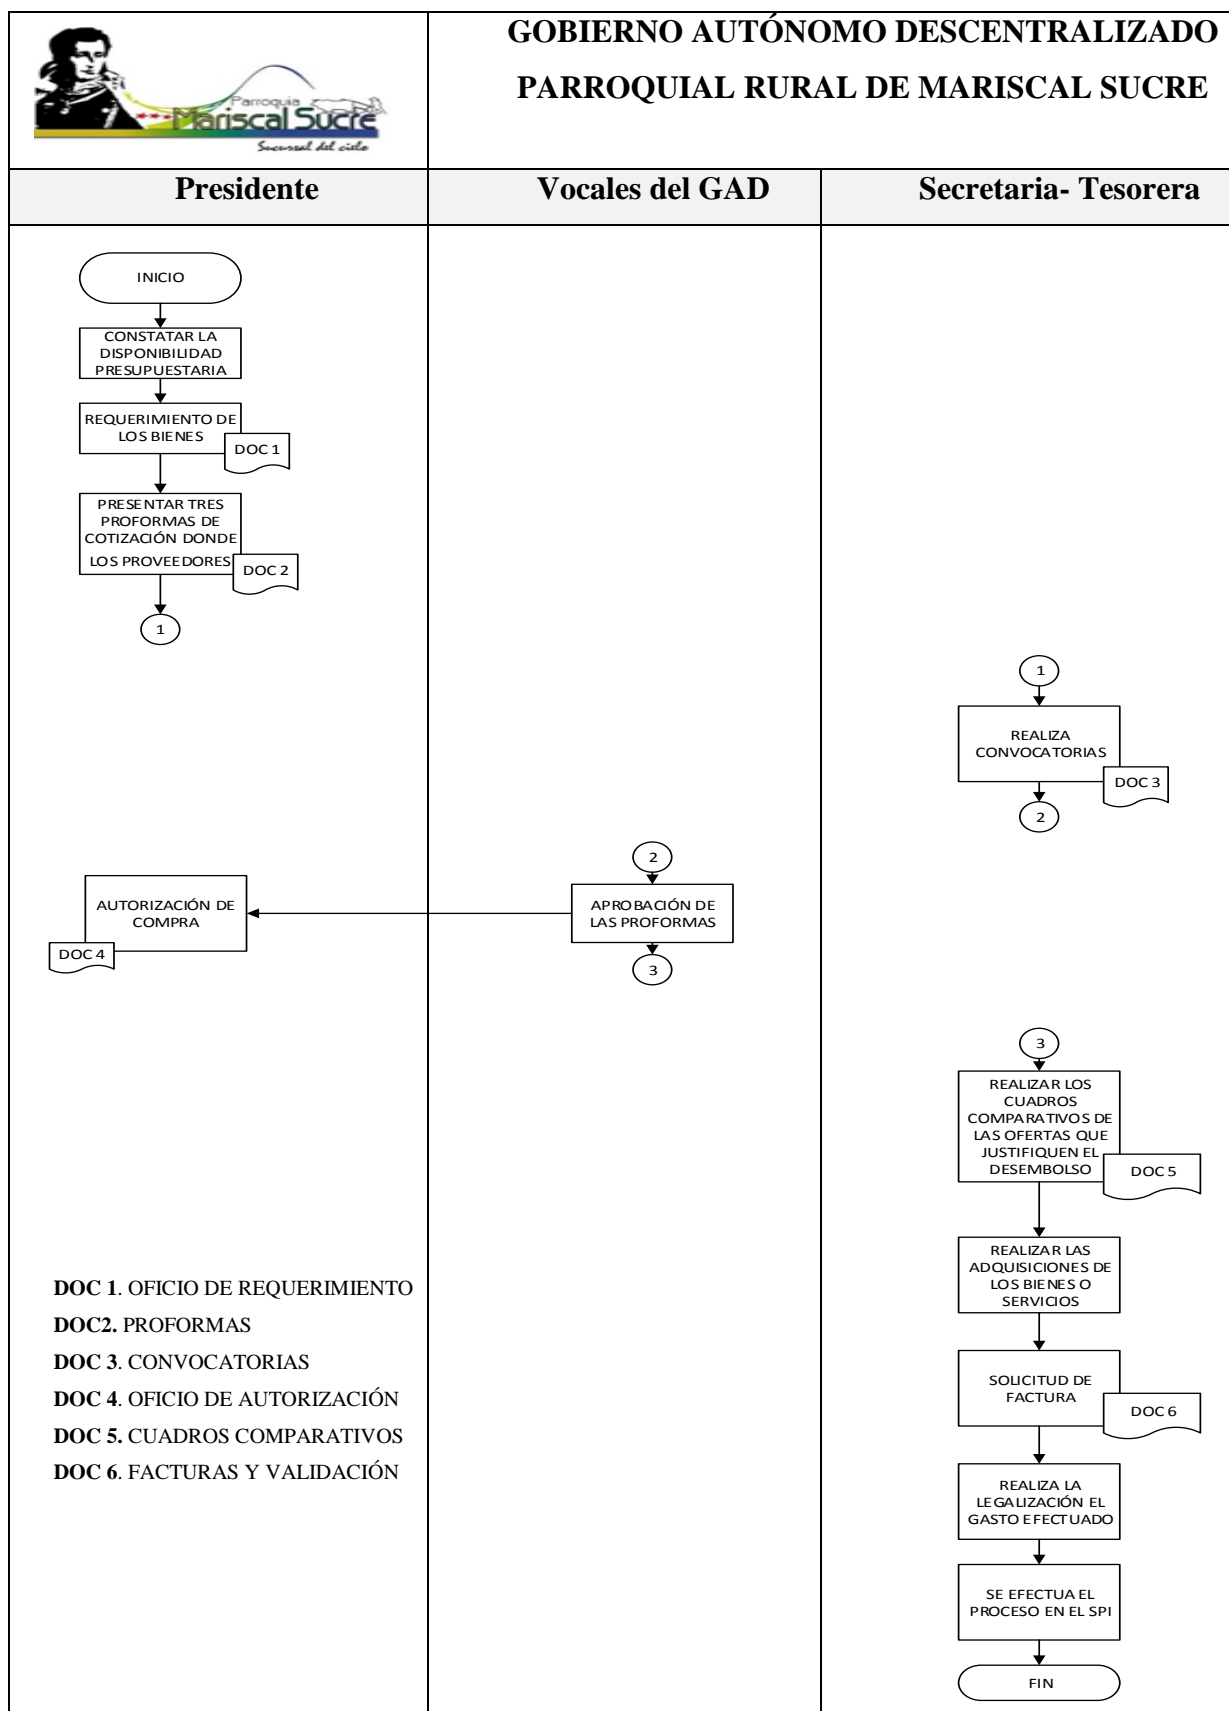 GOBIERNO AUTÓNOMO DESCENTRALIZADO
PARROQUIAL RURAL DE MARISCAL SUCRE
Parroquia
Mariscal Sucre
Sucursal del cielo
Presidente
Vocales del GAD
Secretaria- Tesorera
INICIO
CONSTATAR LA
DISPONIBILIDAD
PRESUPUESTARIA
REQUERIMIENTO DE
LOS BIENES
DOC 1
PRESENTAR TRES
PROFORMAS DE
COTIZACIÓN DONDE
LOS PROVEEDORES
DOC 2
1
1
REALIZA
CONVOCATORIAS
DOC 3
2
2
APROBACIÓN DE
LAS PROFORMAS
3
AUTORIZACIÓN DE
COMPRA
DOC 4
3
REALIZAR LOS
CUADROS
COMPARATIVOS DE
LAS OFERTAS QUE
JUSTIFIQUEN EL
DESEMBOLSO
DOC 5
REALIZAR LAS
ADQUISICIONES DE
LOS BIENES O
SERVICIOS
SOLICITUD DE
FACTURA
DOC 6
REALIZA LA
LEGALIZACIÓN EL
GASTO EFECTUADO
SE EFECTUA EL
PROCESO EN EL SPI
FIN
DOC 1. OFICIO DE REQUERIMIENTO
DOC2. PROFORMAS
DOC 3. CONVOCATORIAS
DOC 4. OFICIO DE AUTORIZACIÓN
DOC 5. CUADROS COMPARATIVOS
DOC 6. FACTURAS Y VALIDACIÓN